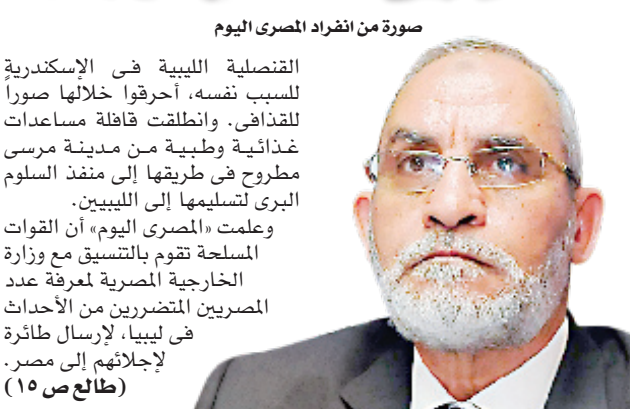 صورة من انفراد المصرى اليوم
القنصلية الليبية فى الإسكندرية
للسبب نفسه، أحرقوا خلالها صوراً
للقذافى. وانطلقت قافلة مساعدات
غذائية وطبية من مدينة مرسى
مطروح فى طريقها إلى منفذ السلوم
البرى لتسليمها إلى الليبيين.
وعلمت «المصرى اليوم» أن القوات
المسلحة تقوم بالتنسيق مع وزارة
الخارجية المصرية لمعرفة عدد
المصريين المتضررين من الأحداث
فى ليبيا، لإرسال طائرة
لإجلائهم إلى مصر.
(طالع ص ١٥)